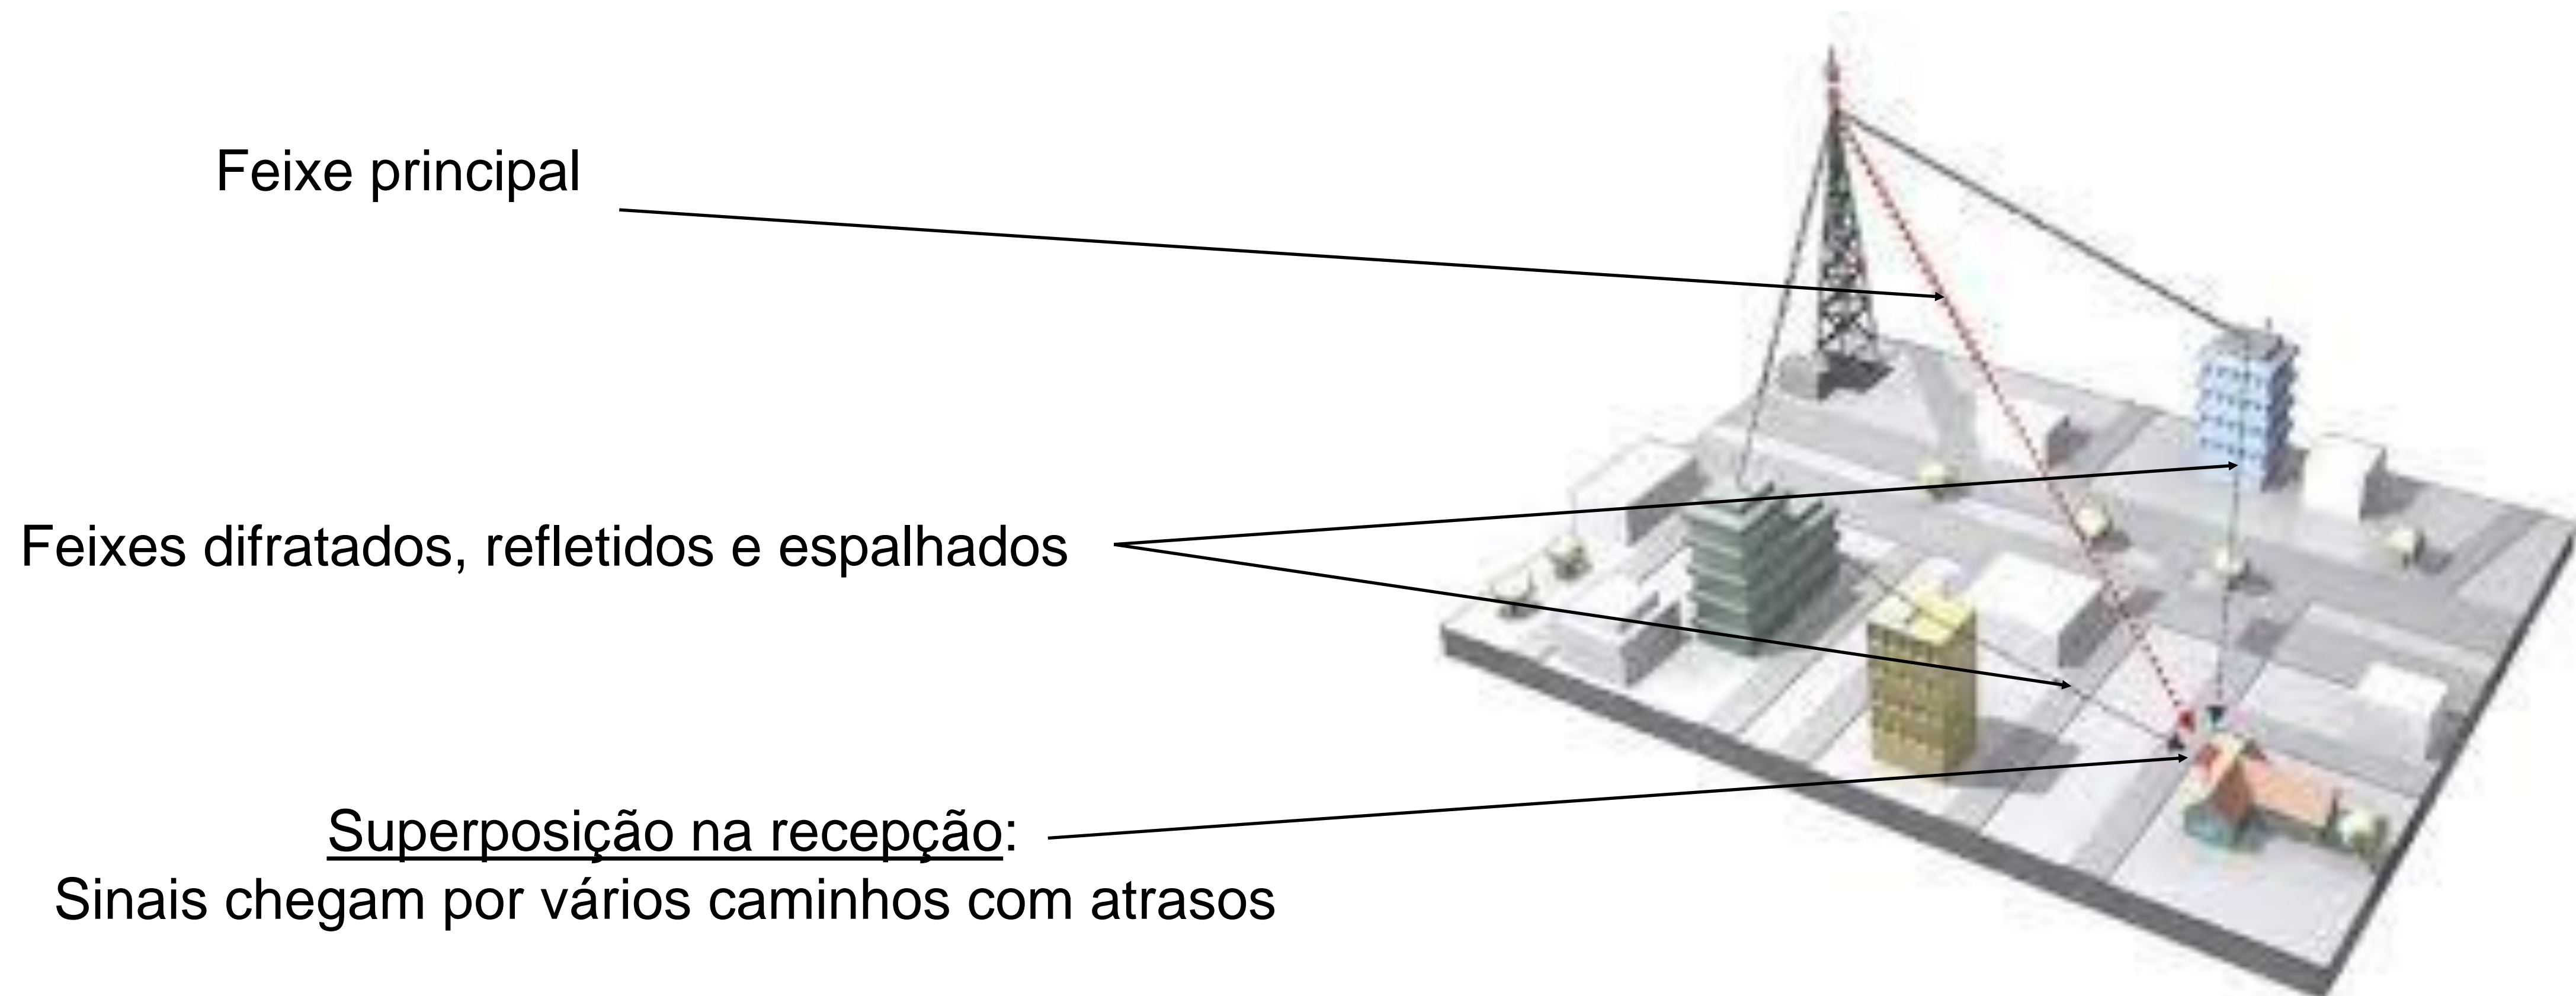 Feixe principal
Feixes difratados, refletidos e espalhados
Superposição na recepção:
Sinais chegam por vários caminhos com atrasos